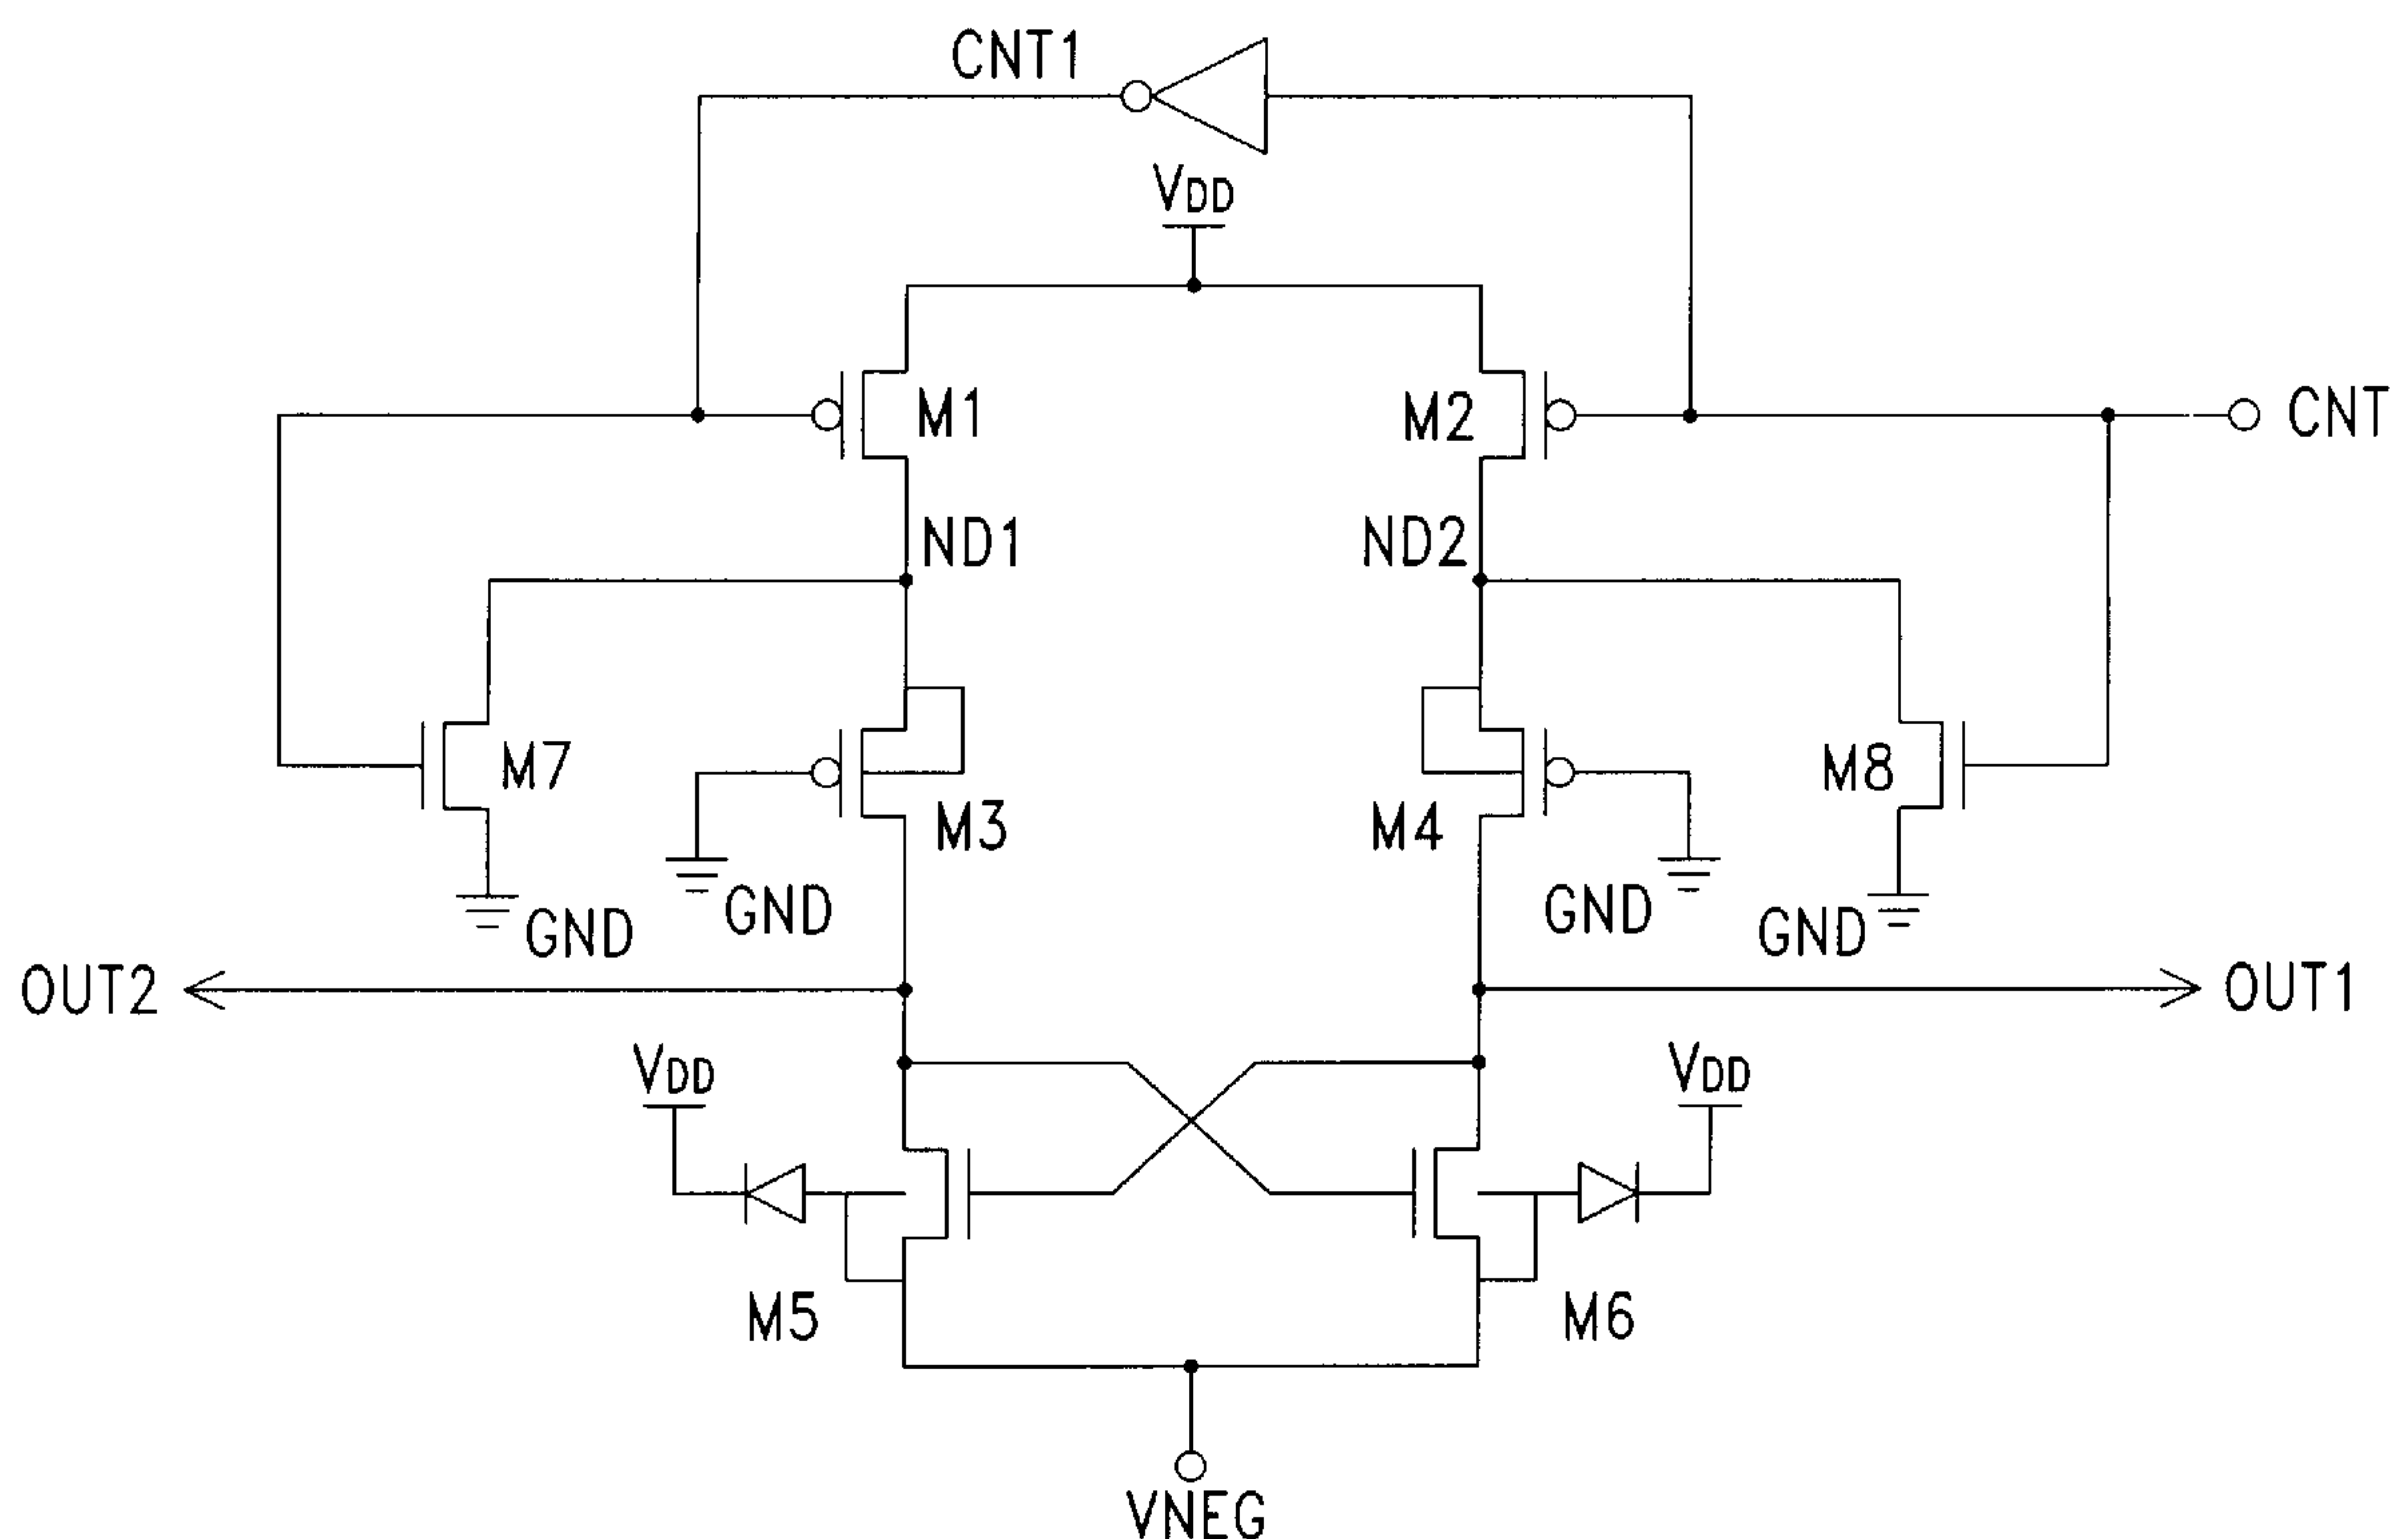 CNT1
VDD
M1
M2
CNT
ND1
ND2
M7
M3
M4
M8
GND
GND
GND
GND
OUT2
OUT1
VDD
VDD
M5
M6
VNEG